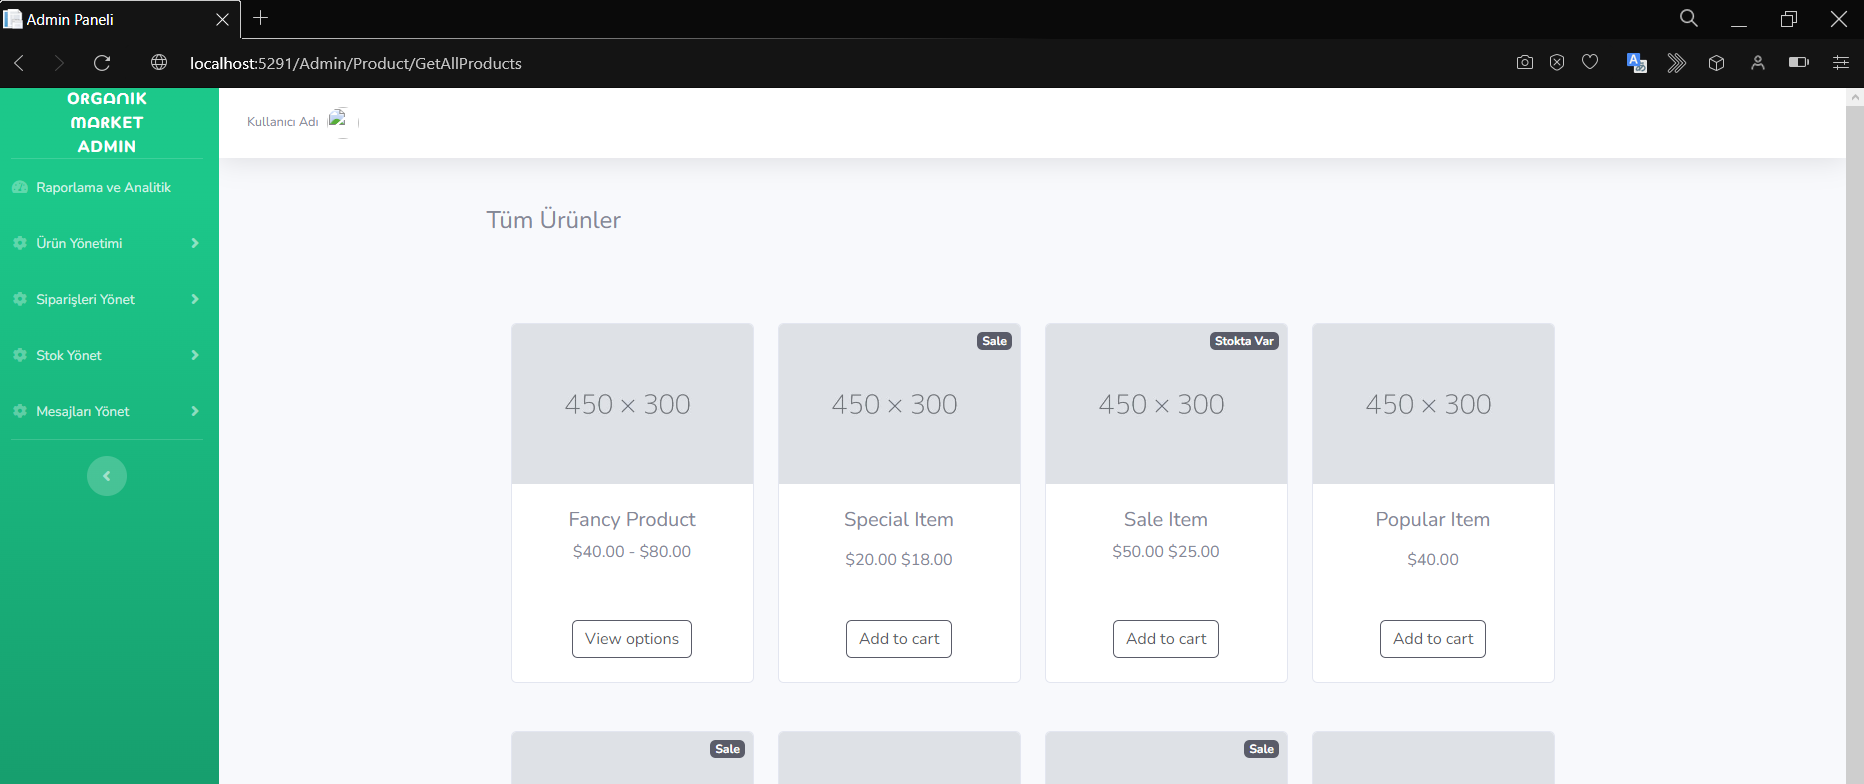 Admin Paneli
localhost:5291/Admin/Product/GetAllProducts
ORGANIK
MARKET
ADMIN
Raporlama ve Analitik
Ürün Yönetimi
Siparişleri Yönet
Stok Yönet
Mesajları Yönet
Kullanıcı Adı
Tüm Ürünler
450 × 300
Fancy Product
$40.00 - $80.00
View options
Sale
450 × 300
Special Item
$20.00 $18.00
Add to cart
Stokta Var
450 × 300
Sale Item
$50.00 $25.00
Add to cart
450 × 300
Popular Item
$40.00
Add to cart
Sale
Sale